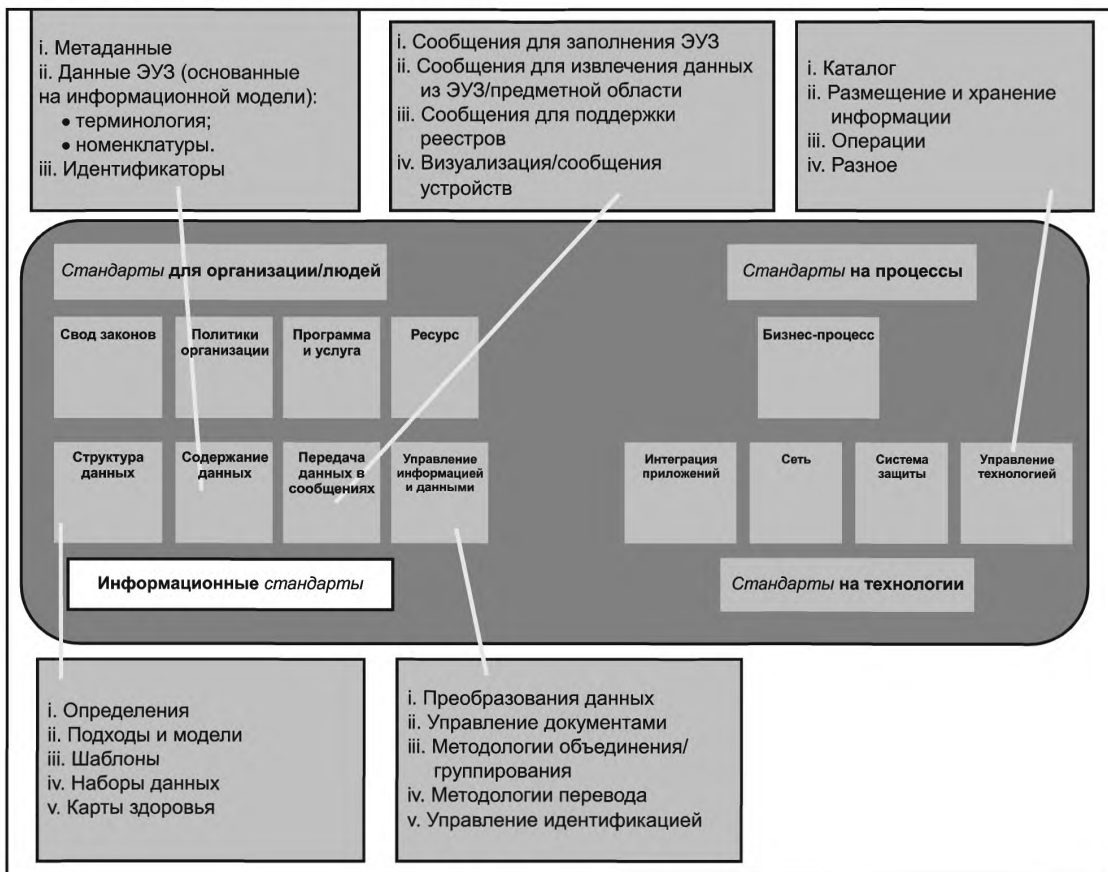 i. Метаданные
ii. Данные ЭУЗ (основанные
на информационной модели):
• терминология;
• номенклатуры.
iii. Идентификаторы
i. Сообщения для заполнения ЭУЗ
ii. Сообщения для извлечения данных
из ЭУЗ/предметной области
iii. Сообщения для поддержки
реестров
iv. Визуализация/сообщения
устройств
i. Каталог
ii. Размещение и хранение
информации
iii. Операции
iv. Разное
Стандарты для организации/людей
Стандарты на процессы
Свод законов
Политики
организации
Программа
и услуга
Ресурс
Бизнес-процесс
Структура
данных
Содержание
данных
Передача
данных в
сообщениях
Управление
информацией
и данными
Интеграция
приложений
Сеть
Система
защиты
Управление
технологией
Информационные стандарты
Стандарты на технологии
i. Определения
ii. Подходы и модели
iii. Шаблоны
iv. Наборы данных
v. Карты здоровья
i. Преобразования данных
ii. Управление документами
iii. Методологии объединения/
группирования
iv. Методологии перевода
v. Управление идентификацией